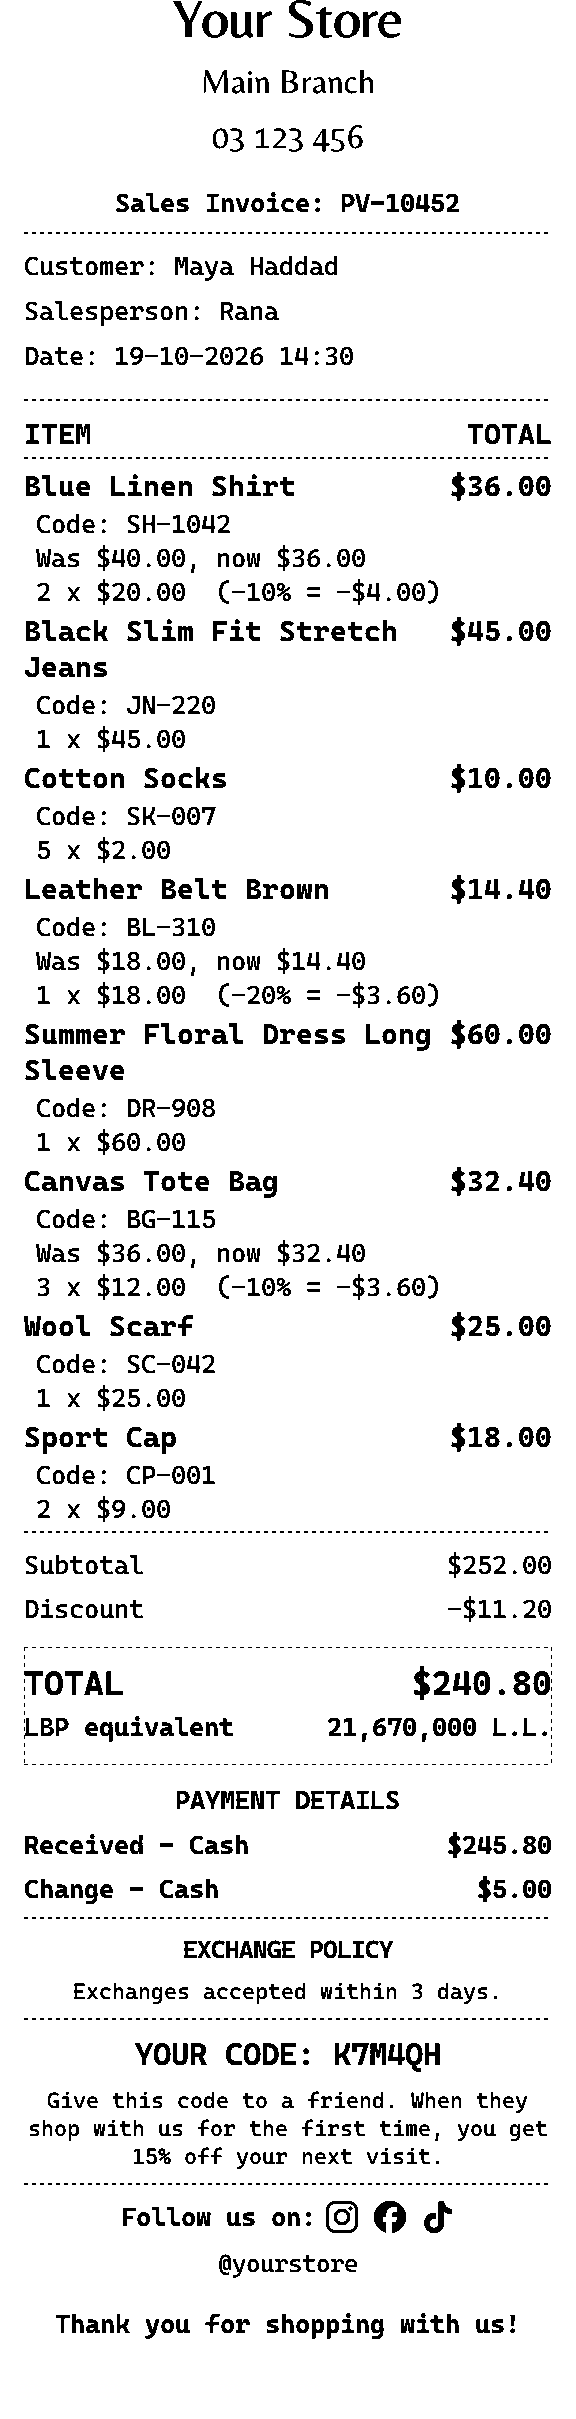 Your Store
Main Branch
03 123 456
Sales Invoice: PV-10452
Customer: Maya Haddad
Salesperson: Rana
Date: 19-10-2026 14:30
ITEM TOTAL
Blue Linen Shirt $36.00
Code: SH-1042
Was $40.00, now $36.00
2 x $20.00 (-10% = -$4.00)
Black Slim Fit Stretch $45.00
Jeans
Code: JN-220
1 x $45.00
Cotton Socks $10.00
Code: SK-007
5 x $2.00
Leather Belt Brown $14.40
Code: BL-310
Was $18.00, now $14.40
1 x $18.00 (-20% = -$3.60)
Summer Floral Dress Long $60.00
Sleeve
Code: DR-908
1 x $60.00
Canvas Tote Bag $32.40
Code: BG-115
Was $36.00, now $32.40
3 x $12.00 (-10% = -$3.60)
Wool Scarf $25.00
Code: SC-042
1 x $25.00
Sport Cap $18.00
Code: CP-001
2 x $9.00
Subtotal $252.00
Discount -$11.20
TOTAL $240.80
LBP equivalent 21,670,000 L.L.
PAYMENT DETAILS
Received - Cash $245.80
Change - Cash $5.00
EXCHANGE POLICY
Exchanges accepted within 3 days.
YOUR CODE: K7M4QH
Give this code to a friend. When they
shop with us for the first time, you get
15% off your next visit.
Follow us on:
@yourstore
Thank you for shopping with us!